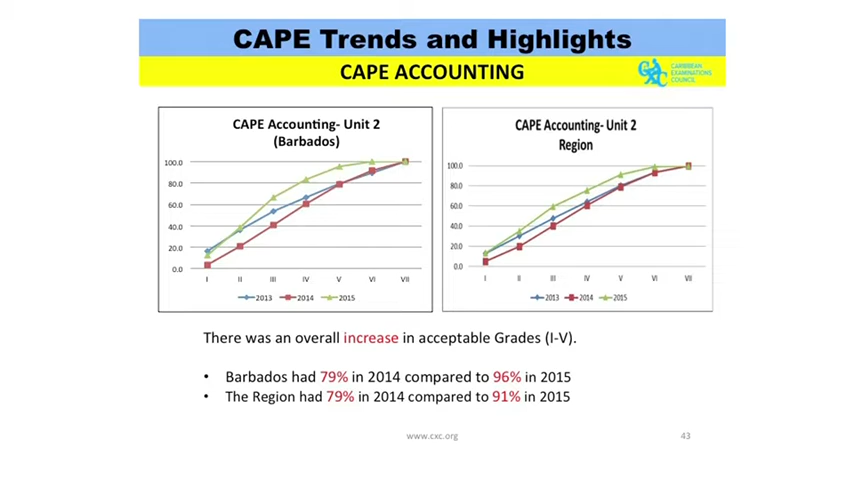 CAPE Trends and Highlights
CAPE ACCOUNTING
CARIBBEAN
EXAMINATIONS
COUNCIL
CAPE Accounting- Unit 2
(Barbados)
100.0
80.0
60.0
40.0
20.0
0.0
I II III IV V VI VII
2013 2014 2015
CAPE Accounting- Unit 2
Region
100.0
80.0
60.0
40.0
20.0
0.0
I II III IV V VI VII
2013 2014 2015
There was an overall increase in acceptable Grades (I-V).
• Barbados had 79% in 2014 compared to 96% in 2015
• The Region had 79% in 2014 compared to 91% in 2015
www.cxc.org
43